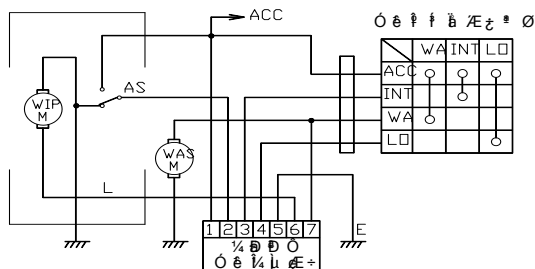 ACC
Ó ê Î Í ä Æ ¿ ª Ø
WA INT LO
ACC
INT
WA
LO
AS
WIP
M
WAS
M
L
E
1 2 3 4 5 6 7